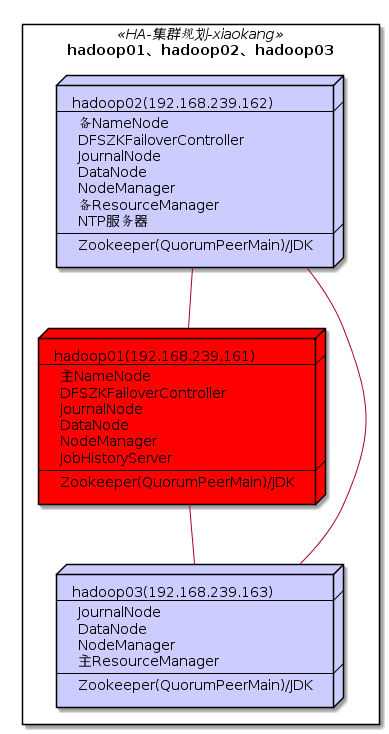 «HA-集群规划-xiaokang»
hadoop01、hadoop02、hadoop03
hadoop02(192.168.239.162)
备NameNode
DFSZKFailoverController
JournalNode
DataNode
NodeManager
备ResourceManager
NTP服务器
Zookeeper(QuorumPeerMain)/JDK
hadoop01(192.168.239.161)
主NameNode
DFSZKFailoverController
JournalNode
DataNode
NodeManager
JobHistoryServer
Zookeeper(QuorumPeerMain)/JDK
hadoop03(192.168.239.163)
JournalNode
DataNode
NodeManager
主ResourceManager
Zookeeper(QuorumPeerMain)/JDK